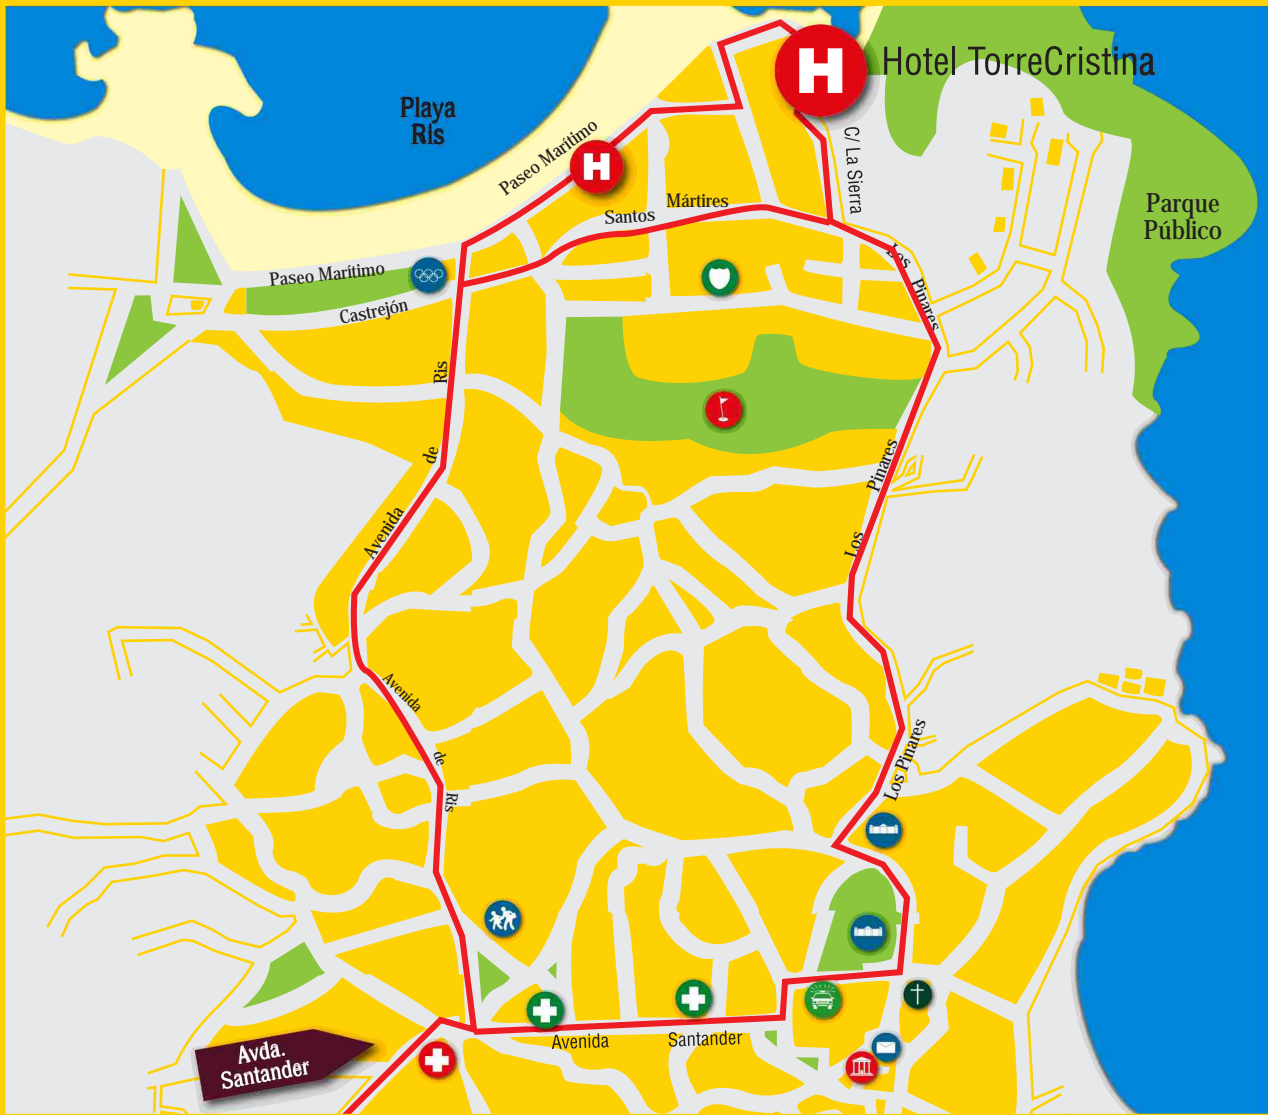 H
Hotel TorreCristina
Playa
Rís
Paseo Marítimo
H
C/ La Sierra
Santos
Mártires
Parque
Público
Paseo Marítimo
Castrejón
Los
Pinares
Ris
de
Avenida
Pinares
Los
Avenida
de
Ris
Los Pinares
Avenida
Santander
Avda.
Santander